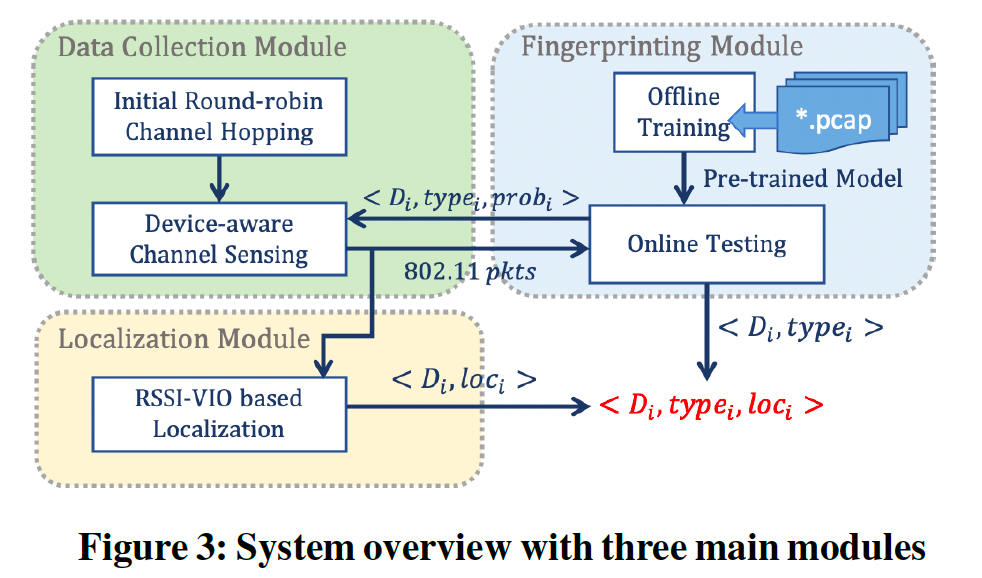 Data Collection Module
Initial Round-robin
Channel Hopping
Device-aware
Channel Sensing
Fingerprinting Module
Offline
Training
*.pcap
Pre-trained Model
< D_i, type_i, prob_i >
802.11 pkts
Online Testing
< D_i, type_i >
Localization Module
RSSI-VIO based
Localization
< D_i, loc_i >
< D_i, type_i, loc_i >
Figure 3: System overview with three main modules